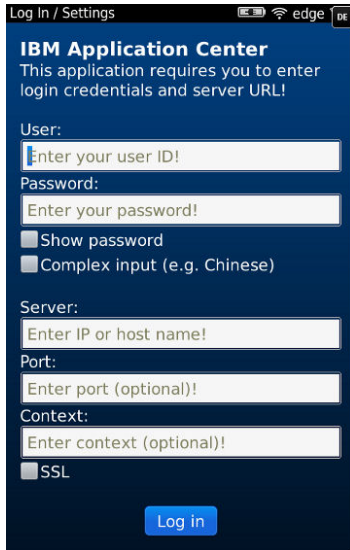 Log In / Settings edge DE
IBM Application Center
This application requires you to enter
login credentials and server URL!
User:
Enter your user ID!
Password:
Enter your password!
Show password
Complex input (e.g. Chinese)
Server:
Enter IP or host name!
Port:
Enter port (optional)!
Context:
Enter context (optional)!
SSL
Log in